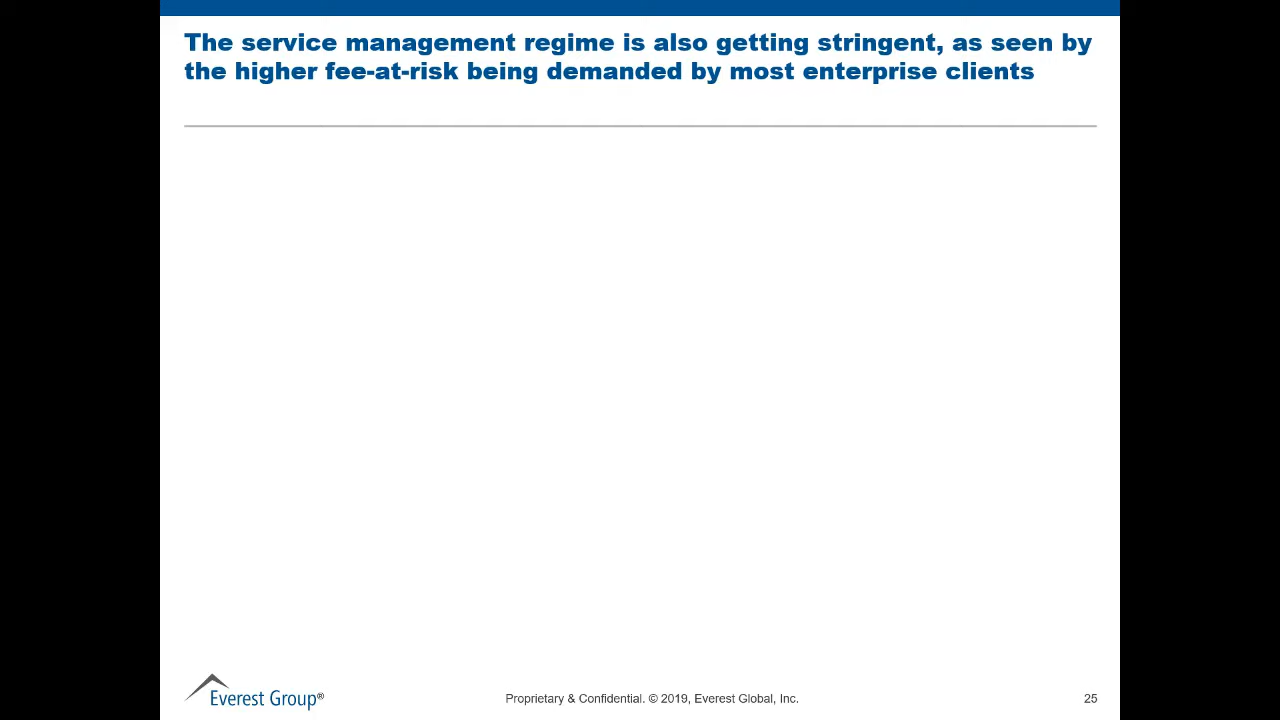 The service management regime is also getting stringent, as seen by
the higher fee-at-risk being demanded by most enterprise clients
Everest Group®
Proprietary & Confidential. © 2019, Everest Global, Inc.
25